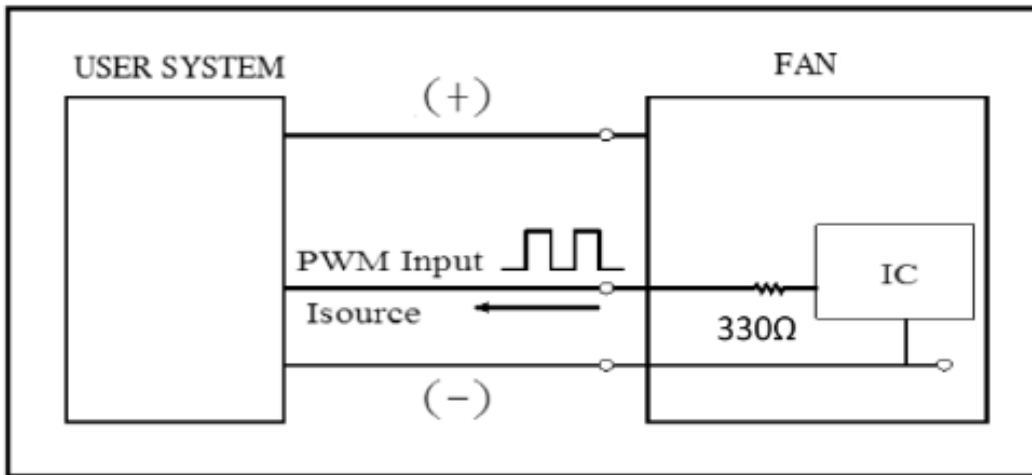 USER SYSTEM
FAN
(+)
PWM Input
Isource
IC
330Ω
(-)